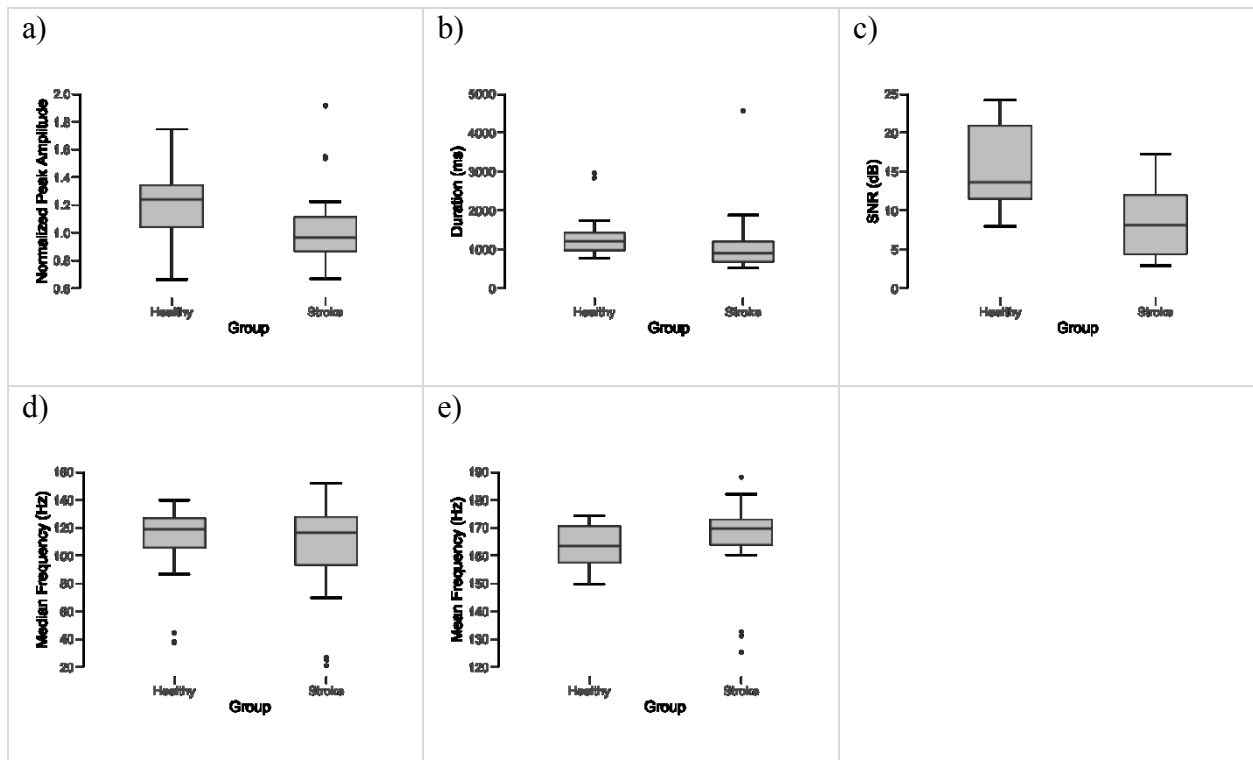 a)
Normalized Peak Amplitude
2.0
1.8
1.6
1.4
1.2
1.0
0.8
0.6
Healthy
Stroke
Group
b)
Duration (ms)
5000
4000
3000
2000
1000
0
Healthy
Stroke
Group
c)
SNR (dB)
25
20
15
10
5
0
Healthy
Stroke
Group
d)
Median Frequency (Hz)
160
140
120
100
80
60
40
20
Healthy
Stroke
Group
e)
Mean Frequency (Hz)
190
180
170
160
150
140
130
120
Healthy
Stroke
Group